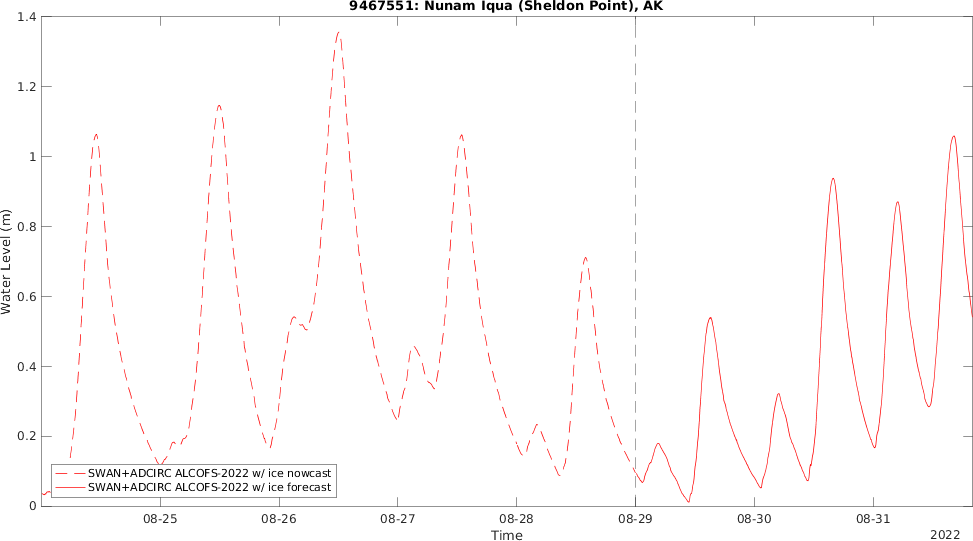 9467551: Nunam Iqua (Sheldon Point), AK
1.4
1.2
1
0.8
0.6
0.4
0.2
0
Water Level (m)
SWAN+ADCIRC ALCOFS-2022 w/ ice nowcast
SWAN+ADCIRC ALCOFS-2022 w/ ice forecast
08-25 08-26 08-27 08-28 08-29 08-30 08-31
Time
2022